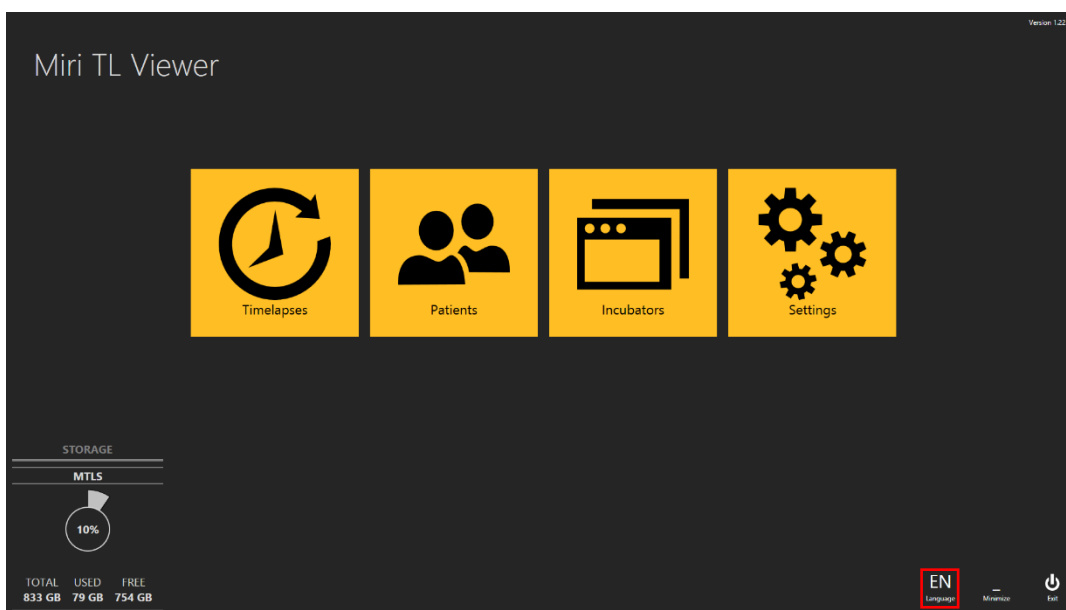 Version 1.22
Miri TL Viewer
Timelapses
Patients
Incubators
Settings
STORAGE
MTLS
10%
TOTAL USED FREE
833 GB 79 GB 754 GB
EN
Language
Minimize
Exit